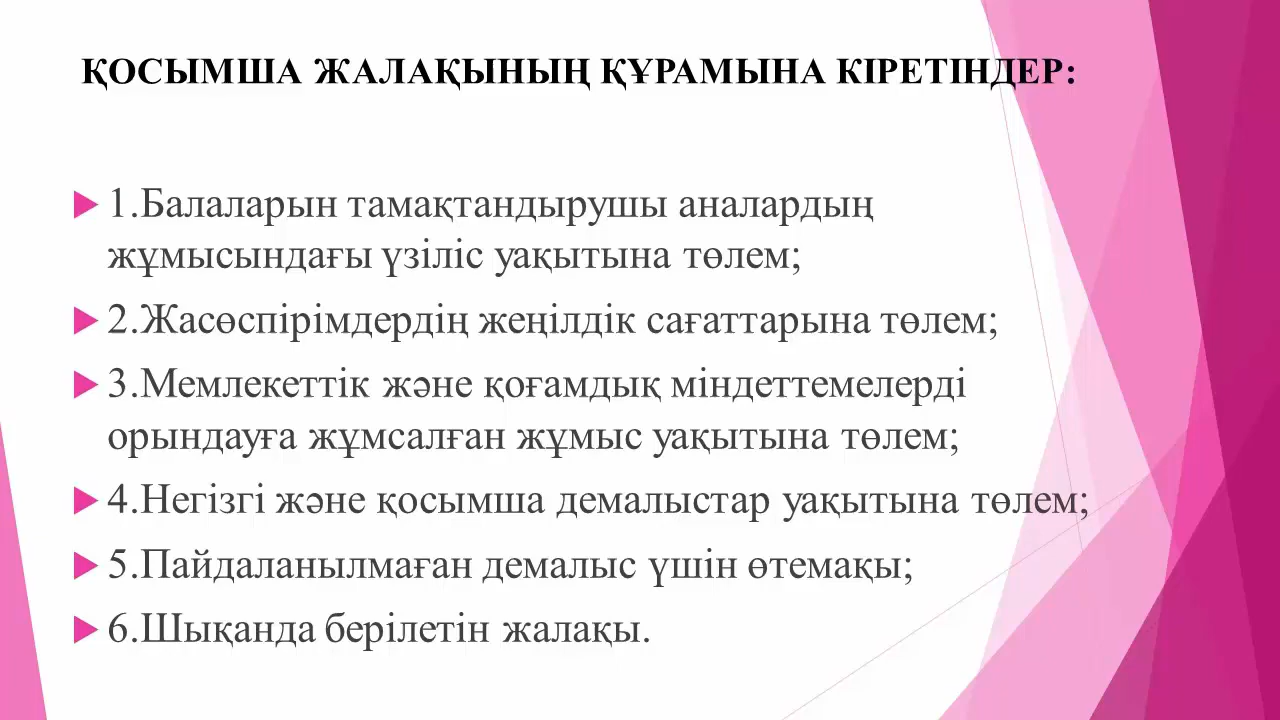 ҚОСЫМША ЖАЛАҚЫНЫҢ ҚҰРАМЫНА КІРЕТІНДЕР:
1.Балаларын тамақтандырушы аналардың
жұмысындағы үзіліс уақытына төлем;
2.Жасөспірімдердің жеңілдік сағаттарына төлем;
3.Мемлекеттік және қоғамдық міндеттемелерді
орындауға жұмсалған жұмыс уақытына төлем;
4.Негізгі және қосымша демалыстар уақытына төлем;
5.Пайдаланылмаған демалыс үшін өтемақы;
6.Шықанда берілетін жалақы.